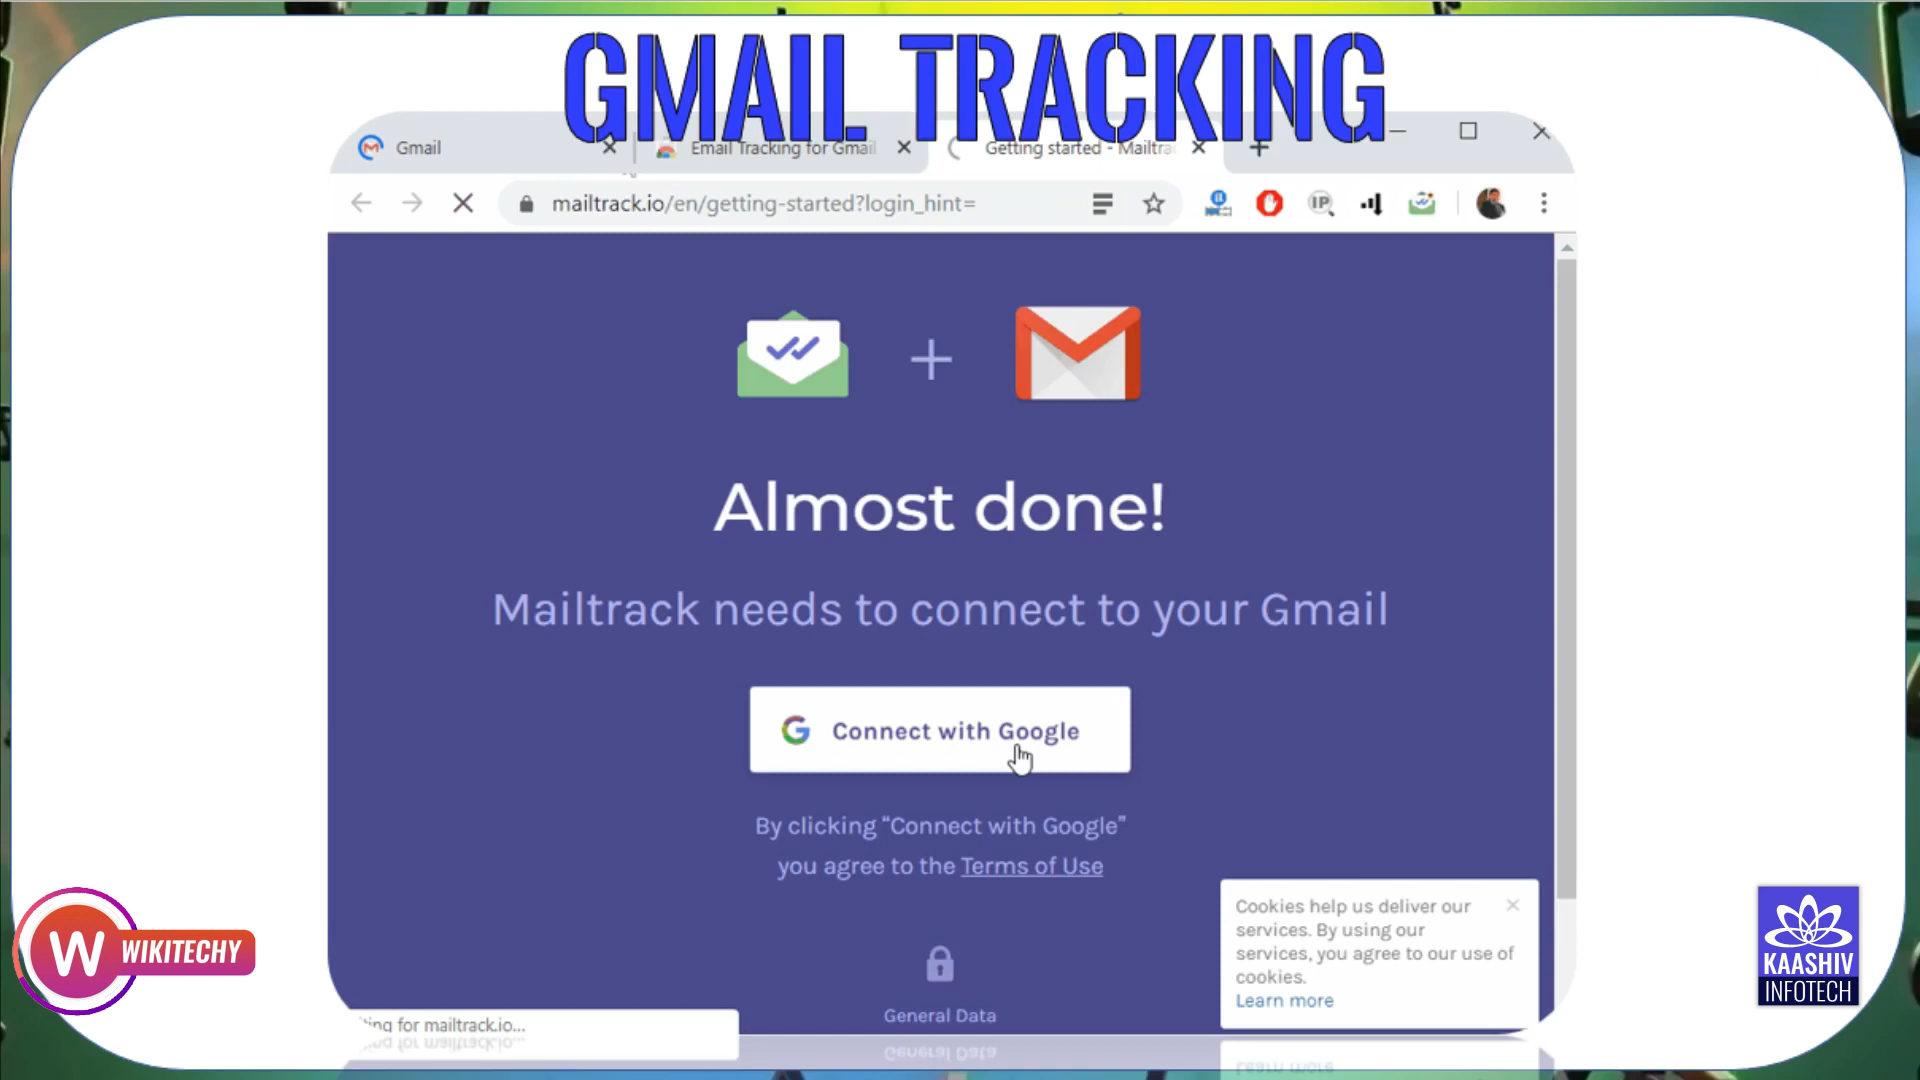 GMAIL TRACKING
Gmail
Email Tracking for Gmail
Getting started - Mailtra
mailtrack.io/en/getting-started?login_hint=
IP
Almost done!
Mailtrack needs to connect to your Gmail
Connect with Google
By clicking “Connect with Google”
you agree to the Terms of Use
Cookies help us deliver our
services. By using our
services, you agree to our use of
cookies.
Learn more
General Data
W WIKITECHY
KAASHIV
INFOTECH
ting for mailtrack.io...